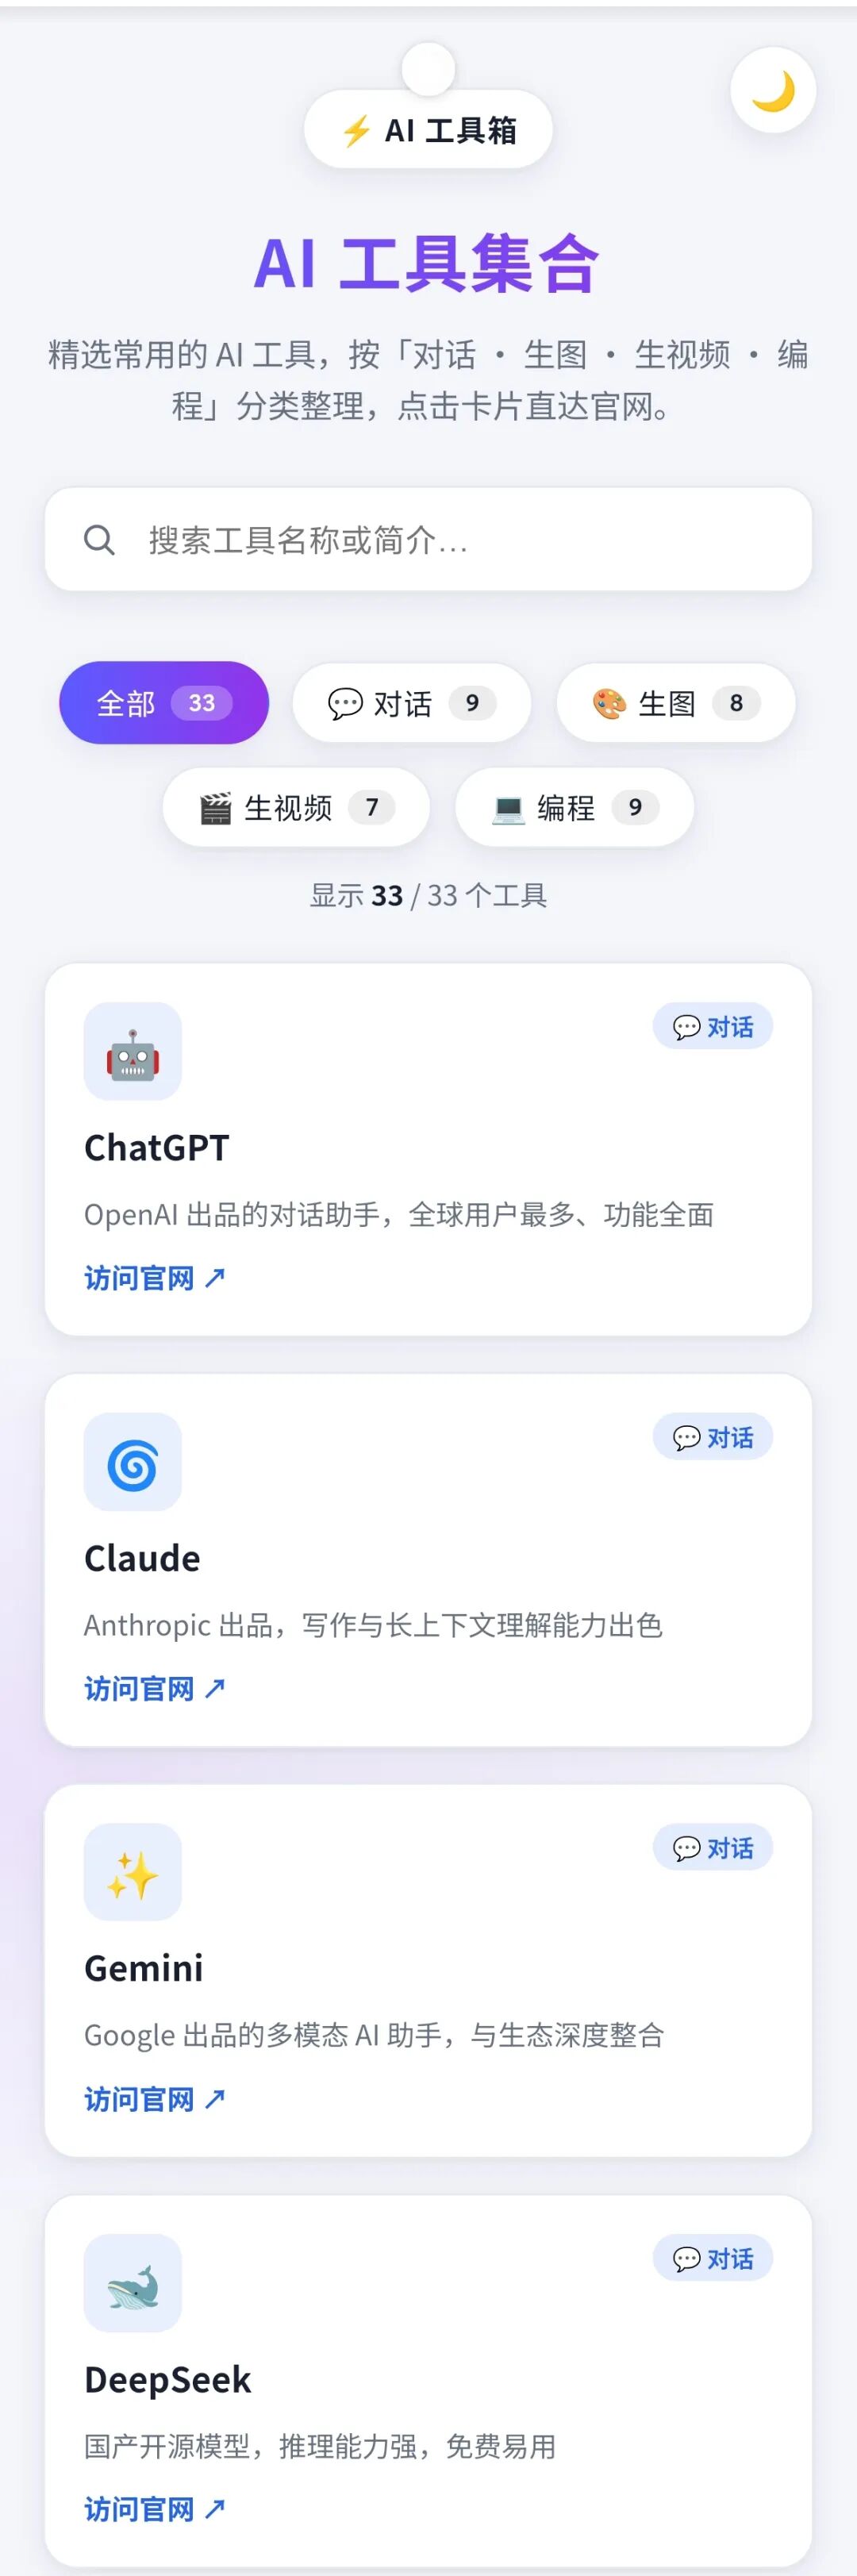 ⚡ AI 工具箱
AI 工具集合
精选常用的 AI 工具，按「对话 · 生图 · 生视频 · 编
程」分类整理，点击卡片直达官网。
搜索工具名称或简介…
全部 33 💬 对话 9 🎨 生图 8
🎬 生视频 7 💻 编程 9
显示 33 / 33 个工具
💬 对话
ChatGPT
OpenAI 出品的对话助手，全球用户最多、功能全面
访问官网 ↗
💬 对话
Claude
Anthropic 出品，写作与长上下文理解能力出色
访问官网 ↗
💬 对话
Gemini
Google 出品的多模态 AI 助手，与生态深度整合
访问官网 ↗
💬 对话
DeepSeek
国产开源模型，推理能力强，免费易用
访问官网 ↗